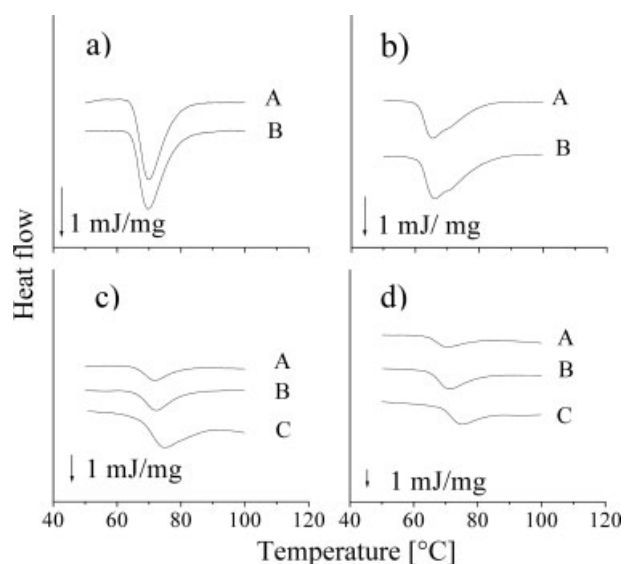 a)
A
B
1 mJ/mg
b)
A
B
1 mJ/ mg
Heat flow
c)
A
B
C
1 mJ/mg
40 60 80 100 120
d)
A
B
C
1 mJ/mg
40 60 80 100 120
Temperature [°C]